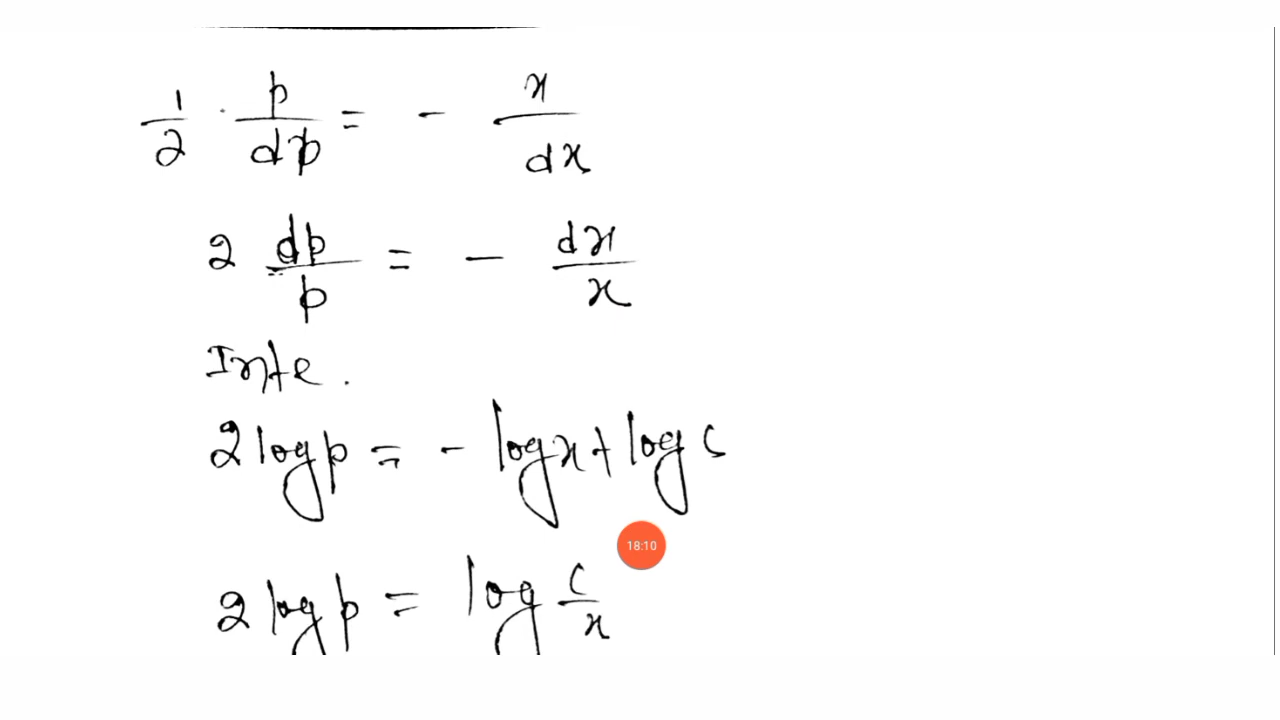 1/2 · p/dp = - x/dx
2 dp/p = - dx/x
Inte.
2 log p = - log x + log c
18:10
2 log p = log c/x